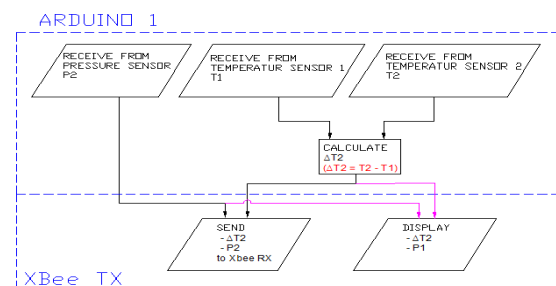 ARDUINO 1
RECEIVE FROM
PRESSURE SENSOR
P2
RECEIVE FROM
TEMPERATUR SENSOR 1
T1
RECEIVE FROM
TEMPERATUR SENSOR 2
T2
CALCULATE
ΔT2
(ΔT2 = T2 - T1)
SEND
- ΔT2
- P2
to Xbee RX
DISPLAY
- ΔT2
- P1
XBee TX